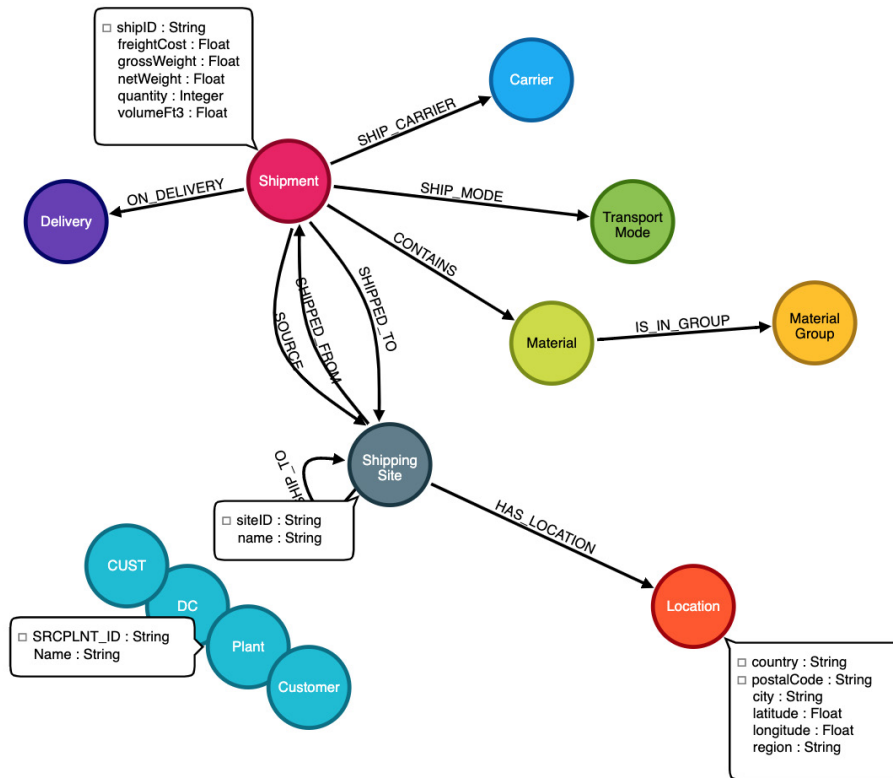 shipID : String
freightCost : Float
grossWeight : Float
netWeight : Float
quantity : Integer
volumeFt3 : Float
Carrier
SHIP_CARRIER
Shipment
ON_DELIVERY
SHIP_MODE
Delivery
Transport
Mode
CONTAINS
SOURCE
SHIPPED_FROM
SHIPPED_TO
Material
IS_IN_GROUP
Material
Group
Shipping
Site
SHIP_TO
siteID : String
name : String
HAS_LOCATION
CUST
DC
SRCPLNT_ID : String
Name : String
Plant
Customer
Location
country : String
postalCode : String
city : String
latitude : Float
longitude : Float
region : String